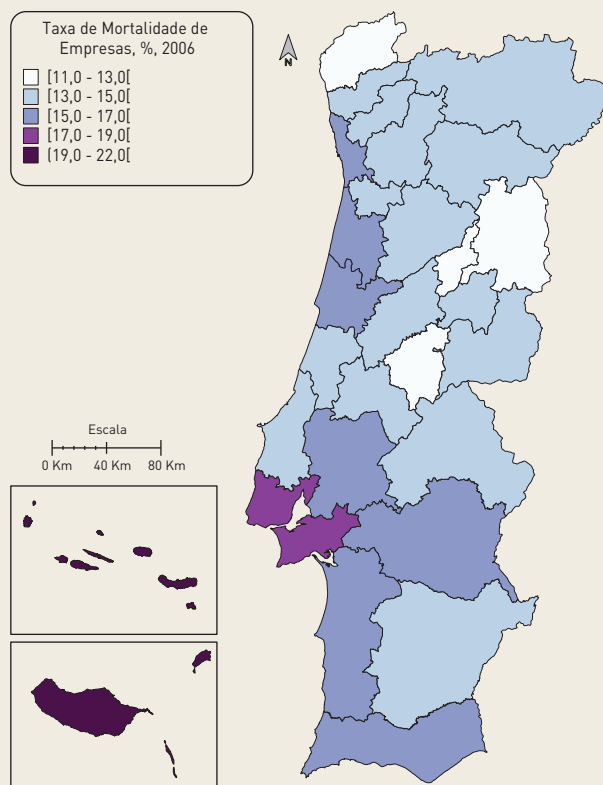 Taxa de Mortalidade de
Empresas, %, 2006
[11,0 - 13,0[
[13,0 - 15,0[
[15,0 - 17,0[
[17,0 - 19,0[
[19,0 - 22,0[
N
Escala
0 Km 40 Km 80 Km